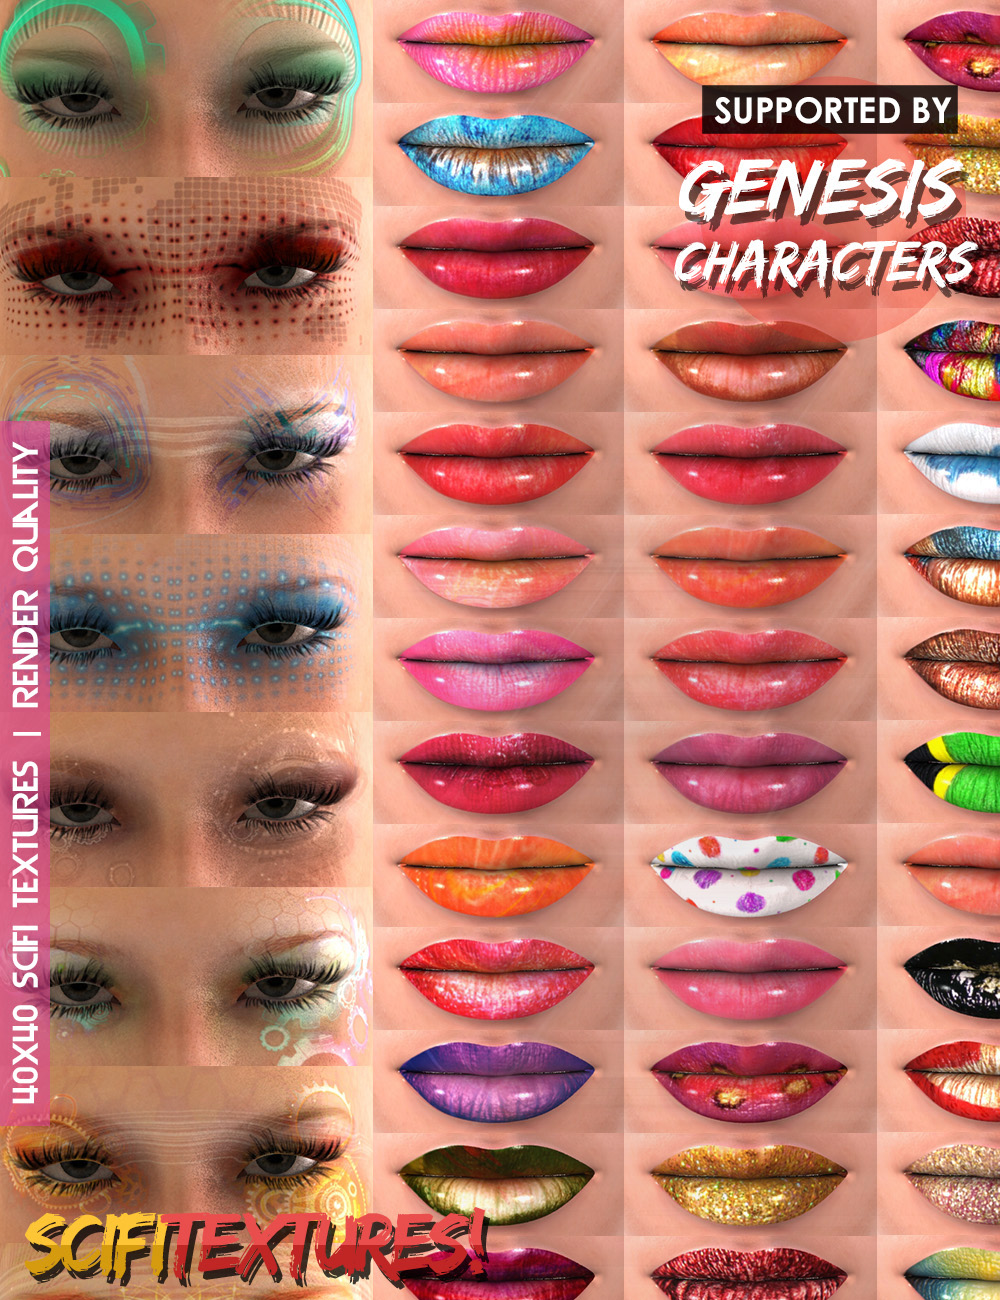 SUPPORTED BY
GENESIS
CHARACTERS
40X40 SCIFI TEXTURES | RENDER QUALITY
SCIFITEXTURES!